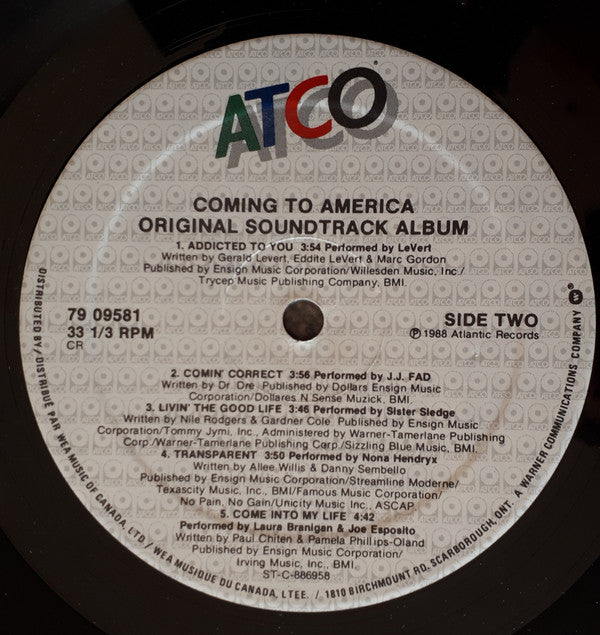 ATCO
COMING TO AMERICA
ORIGINAL SOUNDTRACK ALBUM
1. ADDICTED TO YOU 3:54 Performed by LeVert
Written by Gerald Levert, Eddite LeVert & Marc Gordon
Published by Ensign Music Corporation/Willesden Music, Inc./
Trycep Music Publishing Company, BMI.
79 09581
33 1/3 RPM
CR
SIDE TWO
℗ 1988 Atlantic Records
2. COMIN' CORRECT 3:56 Performed by J.J. FAD
Written by Dr. Dre. Published by Dollars Ensign Music
Corporation/Dollares N Sense Muzick, BMI.
3. LIVIN' THE GOOD LIFE 3:46 Performed by Sister Sledge
Written by Nile Rodgers & Gardner Cole. Published by Ensign Music
Corporation/Tommy Jymi, Inc., Administered by Warner-Tamerlane Publishing
Corp./Warner-Tamerlane Publishing Carp./Sizzling Blue Music, BMI.
4. TRANSPARENT 3:50 Performed by Nona Hendryx
Written by Allee Willis & Danny Sembello
Published by Ensign Music Corporation/Streamline Moderne/
Texascity Music, Inc., BMI/Famous Music Corporation/
No Pain, No Gain/Unicity Music Inc., ASCAP.
5. COME INTO MY LIFE 4:42
Performed by Laura Branigan & Joe Esposito
Written by Paul Chiten & Pamela Phillips-Oland
Published by Ensign Music Corporation/
Irving Music, Inc., BMI.
ST-C-886958
DISTRIBUTED BY/DISTRIBUÉ PAR WEA MUSIC OF CANADA, LTD./WEA MUSIQUE DU CANADA, LTEE./1810 BIRCHMOUNT RD, SCARBOROUGH, ONT. A WARNER COMMUNICATIONS COMPANY